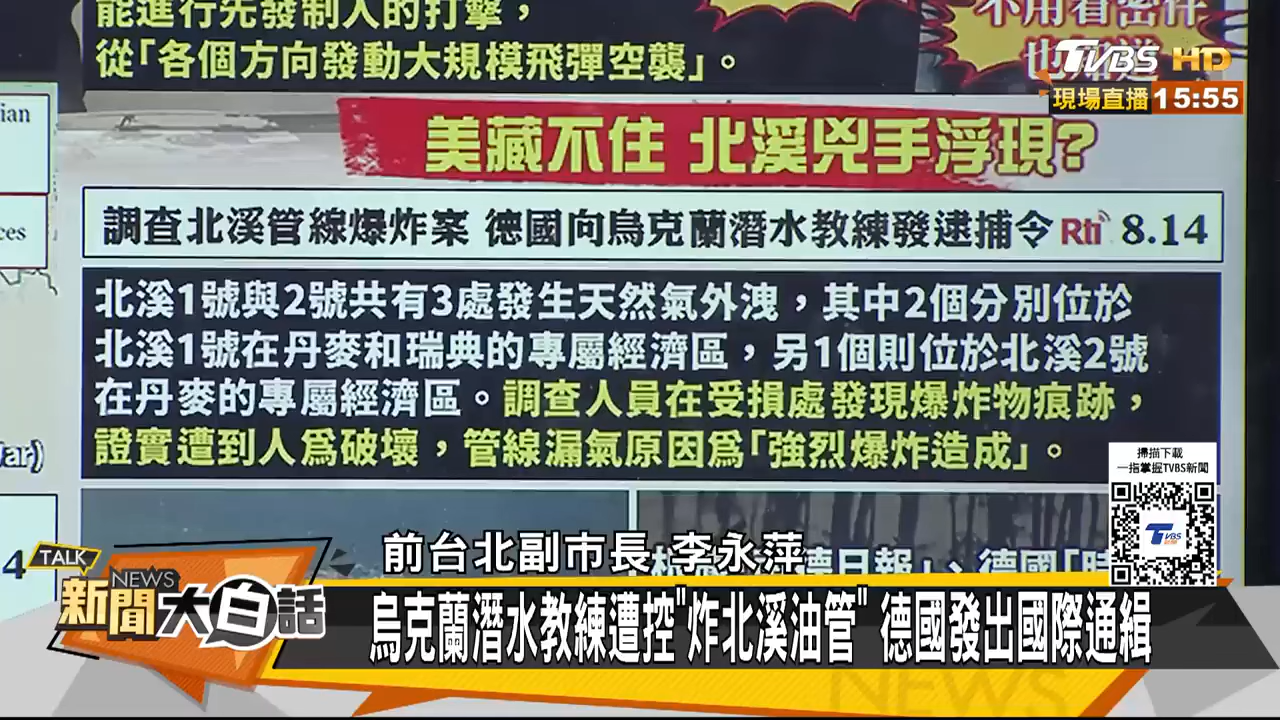 能進行先發制人的打擊，
從「各個方向發動大規模飛彈空襲」。
不用看密件
TVBS HD
現場直播 15:55
ian
美藏不住 北溪兇手浮現?
調查北溪管線爆炸案 德國向烏克蘭潛水教練發逮捕令 Rti 8.14
ces
北溪1號與2號共有3處發生天然氣外洩，其中2個分別位於
北溪1號在丹麥和瑞典的專屬經濟區，另1個則位於北溪2號
在丹麥的專屬經濟區。調查人員在受損處發現爆炸物痕跡，
證實遭到人為破壞，管線漏氣原因為「強烈爆炸造成」。
掃描下載
一指掌握TVBS新聞
TVBS
新聞
前台北副市長 李永萍
TALK
NEWS
新聞大白話
烏克蘭潛水教練遭控"炸北溪油管" 德國發出國際通緝
NEWS